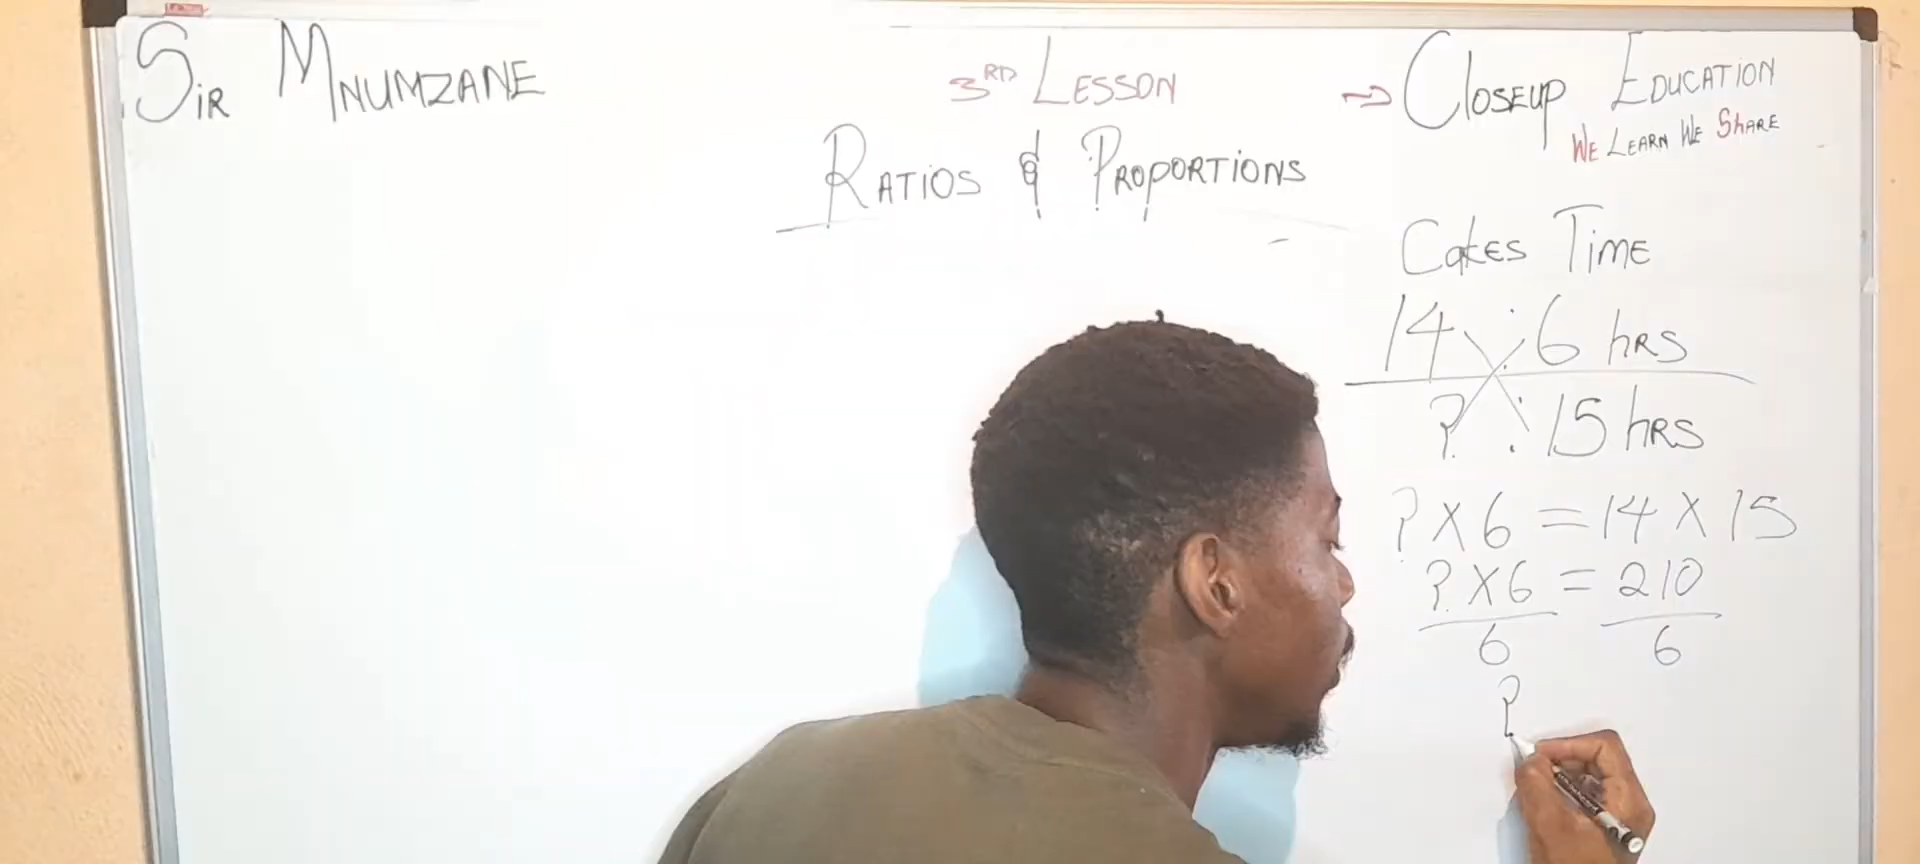 SiR MNUMZANE
3RD LESSON
→ CLOSEUP EDUCATION
WE LEARN WE ShARE
RATIOS & PROPORTiONS
CakES TiME
14 : 6 hRS
? : 15 hRS
? X 6 = 14 X 15
? X 6 = 210
6 6
?